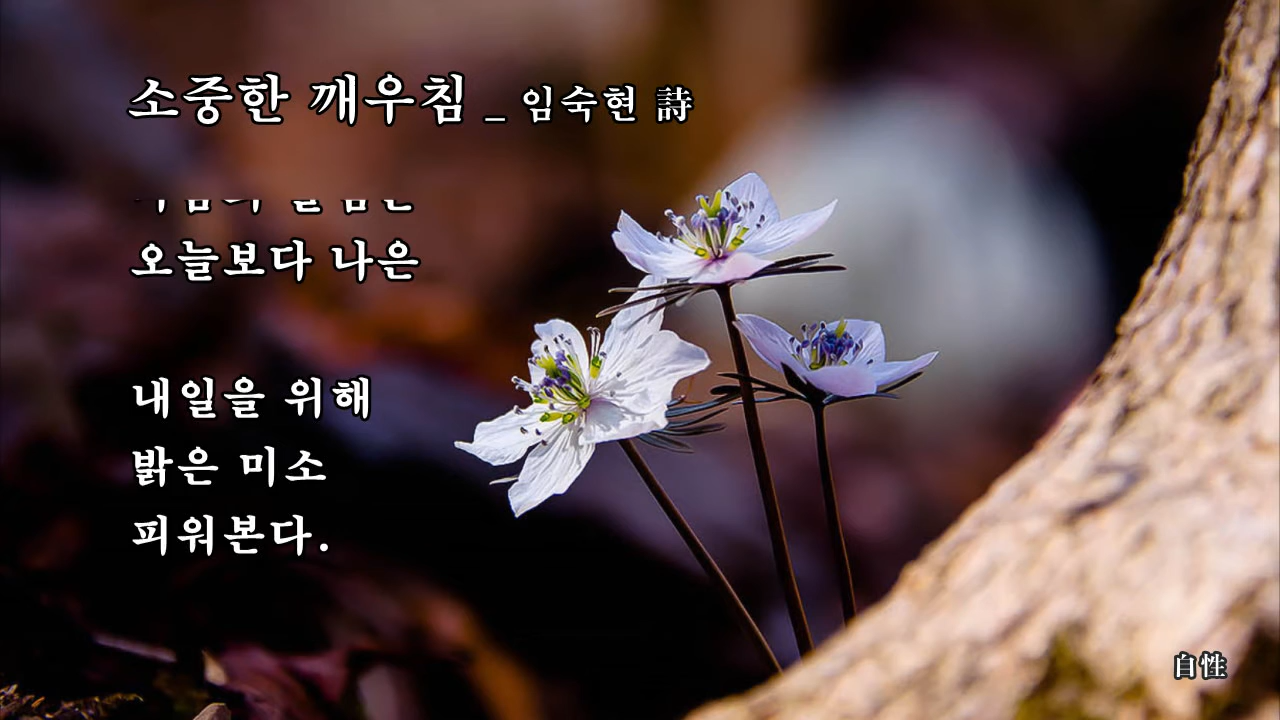 소중한 깨우침 _ 임숙현 詩
오늘보다 나은
내일을 위해
밝은 미소
피워본다.
自性